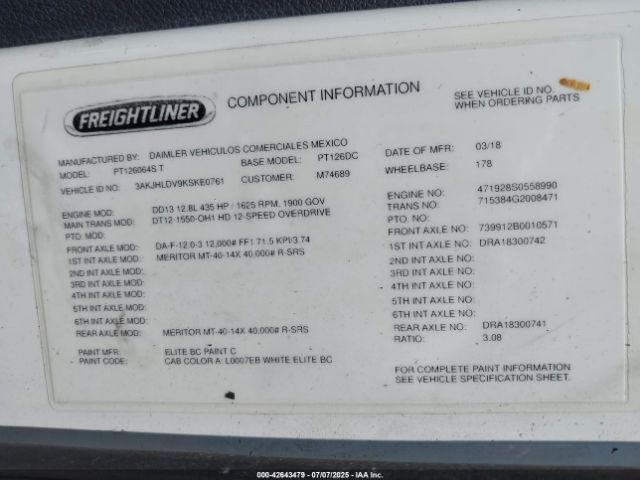 FREIGHTLINER
COMPONENT INFORMATION
SEE VEHICLE ID NO.
WHEN ORDERING PARTS
MANUFACTURED BY: DAIMLER VEHICULOS COMERCIALES MEXICO
MODEL: PT126064S T BASE MODEL: PT126DC DATE OF MFR: 03/18
VEHICLE ID NO: 3AKJHLDV9KSKE0761 CUSTOMER: M74689 WHEELBASE: 178
ENGINE MOD: DD13 12.8L 435 HP / 1625 RPM, 1900 GOV ENGINE NO: 471928S0558990
MAIN TRANS MOD: DT12-1550-OH1 HD 12-SPEED OVERDRIVE TRANS NO: 715384G2008471
PTO. MOD: PTO. NO:
FRONT AXLE MOD: DA-F-12.0-3 12,000# FF1 71.5 KPI/3.74 FRONT AXLE NO: 739912B0010571
1ST INT AXLE MOD: MERITOR MT-40-14X 40,000# R-SRS 1ST INT AXLE NO: DRA18300742
2ND INT AXLE MOD: 2ND INT AXLE NO:
3RD INT AXLE MOD: 3RD INT AXLE NO:
4TH INT AXLE MOD: 4TH INT AXLE NO:
5TH INT AXLE MOD: 5TH INT AXLE NO:
6TH INT AXLE MOD: 6TH INT AXLE NO:
REAR AXLE MOD: MERITOR MT-40-14X 40,000# R-SRS REAR AXLE NO: DRA18300741
RATIO: 3.08
PAINT MFR: ELITE BC PAINT C
PAINT CODE: CAB COLOR A: L0007EB WHITE ELITE BC
FOR COMPLETE PAINT INFORMATION
SEE VEHICLE SPECIFICATION SHEET.
000-42643479 - 07/07/2025 - IAA Inc.